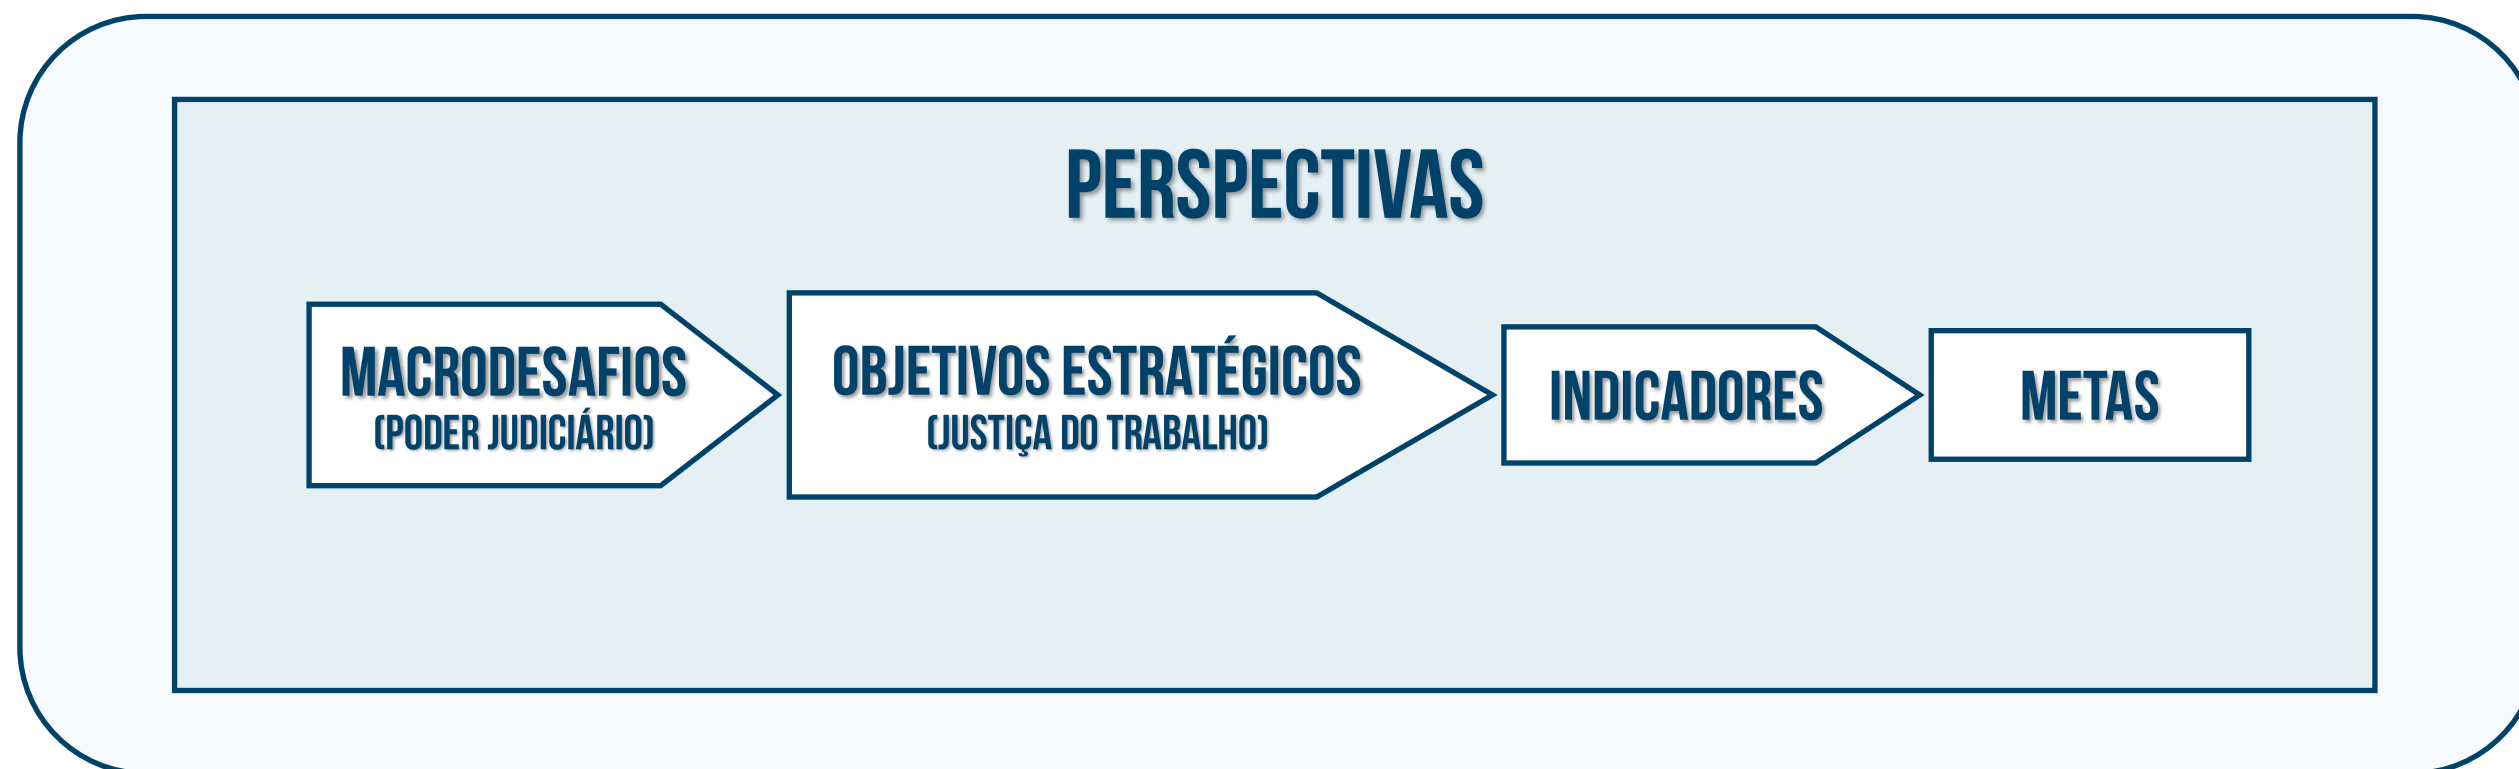 PERSPECTIVAS
MACRODESAFIOS
(PODER JUDICIÁRIO)
OBJETIVOS ESTRATÉGICOS
(JUSTIÇA DO TRABALHO)
INDICADORES
METAS